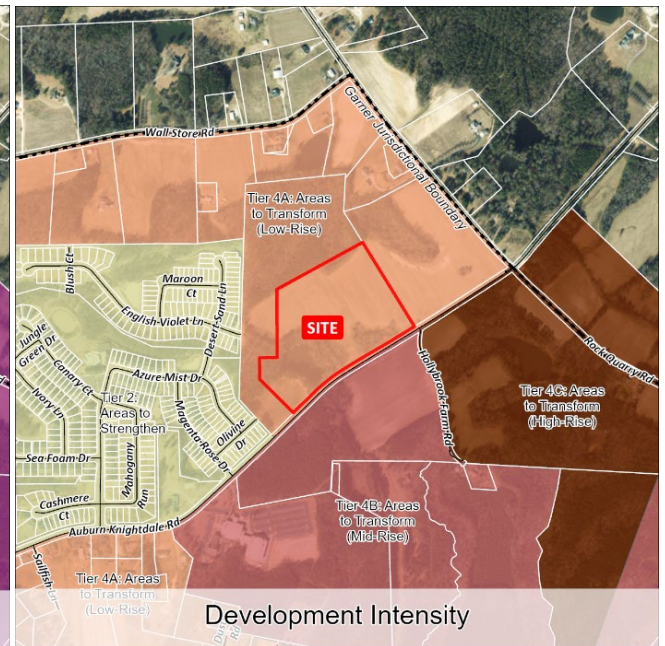 Wall Store Rd
Garner Jurisdictional Boundary
Tier 4A: Areas
to Transform
(Low-Rise)
Blush Ct
Maroon
Ct
English Violet Ln
Desert Sand Ln
SITE
Jungle
Green Dr
Canary Ct
Ivory Ln
Azure Mist Dr
Tier 2:
Areas to
Strengthen
Magenta Rose Dr
Olivine
Dr
Hollybrook Farm Rd
Rock Quarry Rd
Tier 4C: Areas
to Transform
(High-Rise)
Sea Foam Dr
Mahogany
Run
Cashmere
Ct
Auburn Knightdale Rd
Tier 4B: Areas
to Transform
(Mid-Rise)
Sailfish Ln
Tier 4A: Areas
to Transform
(Low-Rise)
Rd
Development Intensity